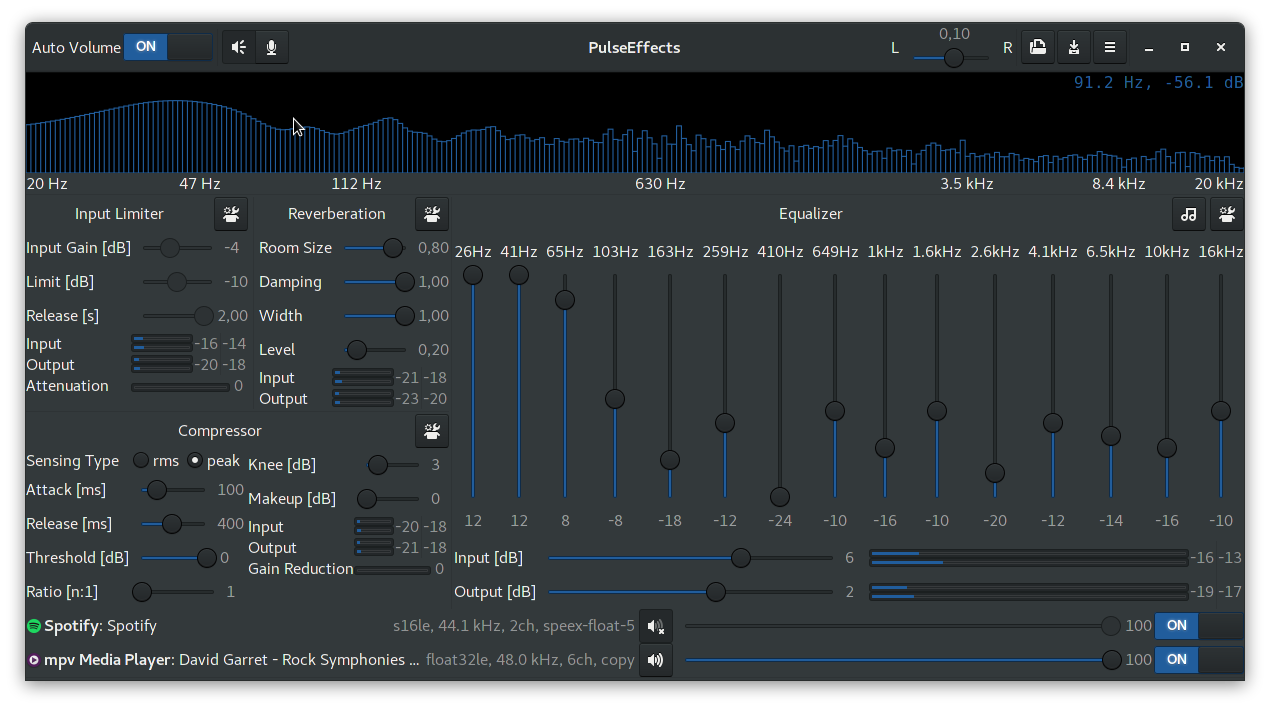 Auto Volume ON PulseEffects L 0,10 R
91.2 Hz, -56.1 dB
20 Hz 47 Hz 112 Hz 630 Hz 3.5 kHz 8.4 kHz 20 kHz
Input Limiter
Input Gain [dB] -4
Limit [dB] -10
Release [s] 2,00
Input -16 -14
Output -20 -18
Attenuation 0
Reverberation
Room Size 0,80
Damping 1,00
Width 1,00
Level 0,20
Input -21 -18
Output -23 -20
Compressor
Sensing Type rms peak
Attack [ms] 100
Release [ms] 400
Threshold [dB] 0
Ratio [n:1] 1
Knee [dB] 3
Makeup [dB] 0
Input -20 -18
Output -21 -18
Gain Reduction 0
Equalizer
26Hz 41Hz 65Hz 103Hz 163Hz 259Hz 410Hz 649Hz 1kHz 1.6kHz 2.6kHz 4.1kHz 6.5kHz 10kHz 16kHz
12 12 8 -8 -18 -12 -24 -10 -16 -10 -20 -12 -14 -16 -10
Input [dB] 6 -16 -13
Output [dB] 2 -19 -17
Spotify: Spotify s16le, 44.1 kHz, 2ch, speex-float-5 100 ON
mpv Media Player: David Garret - Rock Symphonies ... float32le, 48.0 kHz, 6ch, copy 100 ON